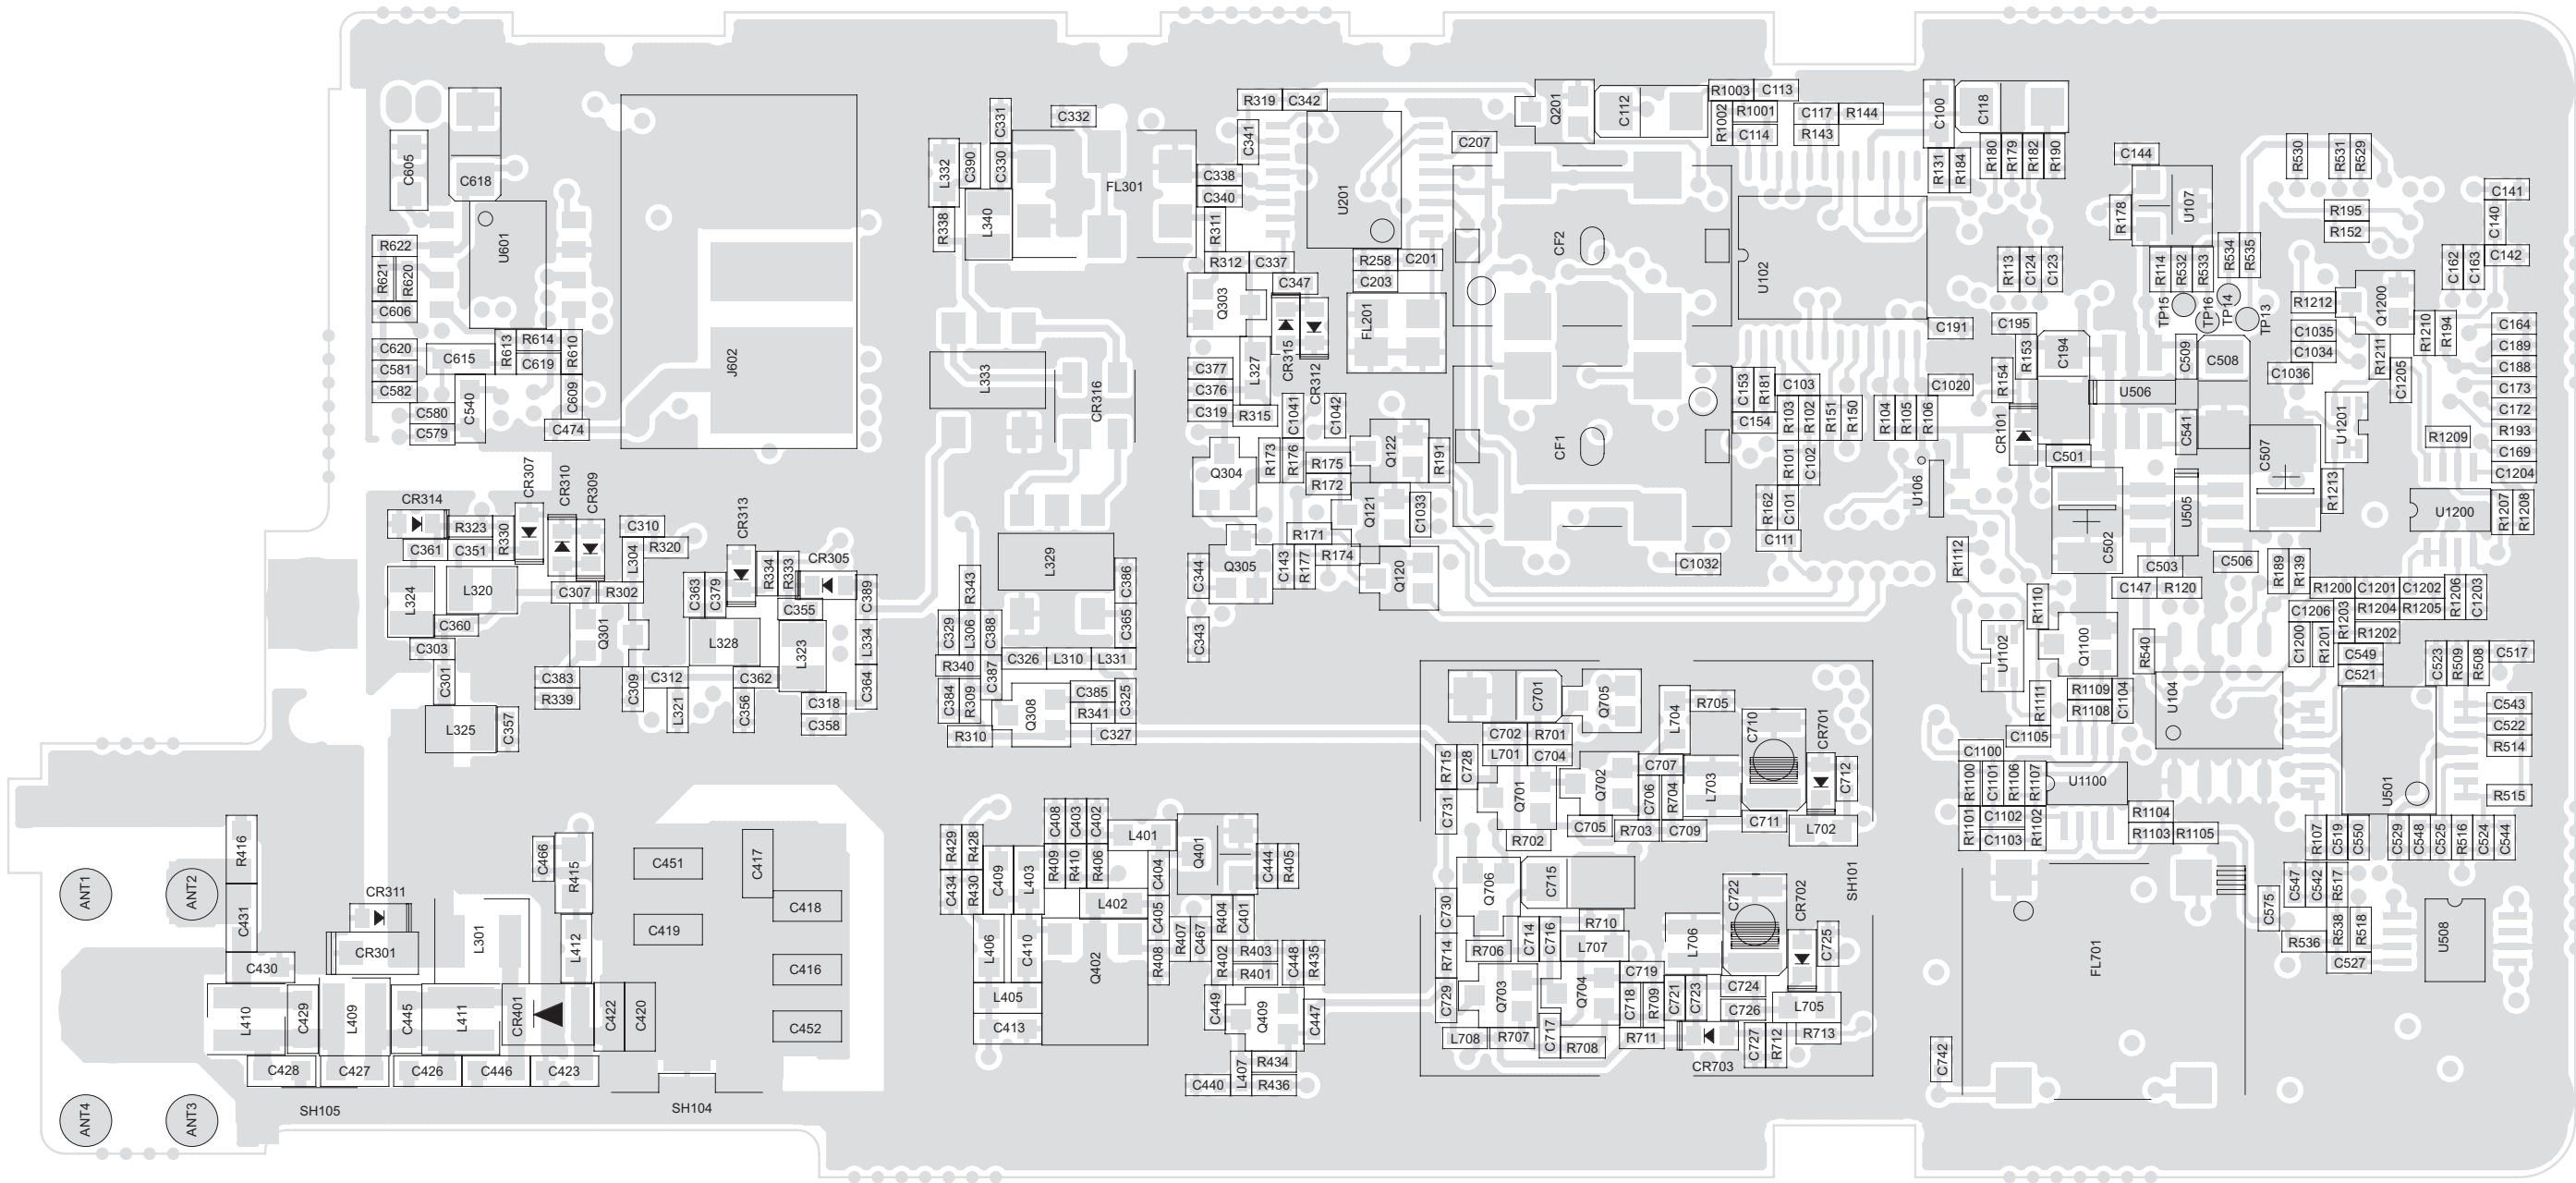 C605
C618
U601
R622
R621
R620
C606
C620
C581
C582
C615
R613
R614
C619
R610
C609
C580
C579
C540
C474
J602
L332
C390
C331
C330
C332
R338
L340
FL301
L333
CR316
R319
C342
C341
C338
C340
R311
U201
R312
C337
C347
Q303
CR315
CR312
L327
C377
C376
C319
R315
C1041
C1042
R258
C201
C203
FL201
C207
Q201
C112
CF2
CF1
R1003
C113
R1002
R1001
C114
C117
R144
R143
C100
C118
R131
R184
R180
R179
R182
R190
U102
C144
R178
U107
R530
R531
R529
C141
C140
C142
R195
R152
C162
C163
R113
C124
C123
R114
R532
R533
R534
R535
TP15
TP16
TP14
TP13
R1212
Q1200
C1035
C1034
C1036
R1211
C1205
R1210
R194
C164
C189
C188
C173
C172
R193
C169
C1204
C191
C195
R153
R154
C194
C1020
C509
C508
U506
C541
C507
U1201
R1209
R1213
U1200
R1207
R1208
CR101
C501
C502
U505
C503
C506
C153
R181
C154
C103
R103
R102
R151
R150
R104
R105
R106
R101
C102
R162
C101
C111
U106
Q304
R173
R176
R175
R172
Q122
R191
Q121
C1033
R171
R174
C143
R177
Q120
C344
Q305
C343
C1032
CR314
CR307
CR310
CR309
R323
R330
C361
C351
C310
L304
R320
L324
L320
C307
R302
C360
C303
C301
Q301
C383
R339
C309
C312
L321
L325
C357
CR313
C363
C379
R334
R333
CR305
C355
C389
L328
L323
L334
C364
C362
C356
C318
C358
L329
R343
C386
C365
C329
L306
C388
R340
C387
C326
L310
L331
C384
R309
Q308
C385
R341
C325
R310
C327
R1112
R1110
C147
R120
R189
R139
R1200
C1201
C1202
R1206
C1203
C1206
R1203
R1204
R1205
C1200
R1201
R1202
U1102
Q1100
R540
C549
C521
C523
R509
R508
C517
R1111
R1109
R1108
C1104
U104
C1105
C543
C522
R514
R515
U501
C1100
R1100
C1101
R1106
R1107
U1100
R1101
C1102
C1103
R1102
R1104
R1103
R1105
R107
C519
C550
C529
C548
C525
R516
C524
C544
C547
C542
R517
C575
R538
R518
R536
C527
U508
FL701
C742
C701
Q705
L704
R705
C710
CR701
C702
R701
L701
C704
R715
C728
Q701
Q702
C707
C706
R704
L703
C712
C731
R702
C705
R703
C709
C711
L702
SH101
Q706
C715
C722
CR702
C730
R710
R714
R706
C714
C716
L707
L706
C725
C719
C729
Q703
Q704
C718
R709
C721
C723
C724
C726
L705
L708
R707
C717
R708
R711
CR703
C727
R712
R713
C408
C403
C402
L401
Q401
R429
R428
C434
R430
C409
L403
R409
R410
R406
C404
C444
R405
L402
C405
R404
C401
L406
C410
Q402
R407
C467
R408
R402
R403
R401
C448
R435
L405
C413
C449
Q409
C447
C440
L407
R434
R436
R416
C431
C430
ANT1
ANT2
ANT4
ANT3
CR311
CR301
L301
C466
R415
L412
C451
C419
C417
C418
C416
C452
L410
C429
L409
C445
L411
CR401
C422
C420
C428
C427
C426
C446
C423
SH105
SH104